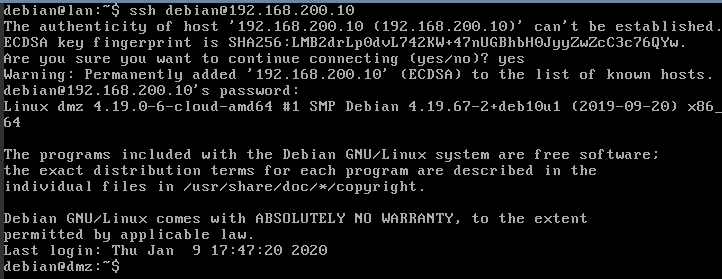 debian@lan:~$ ssh debian@192.168.200.10
The authenticity of host '192.168.200.10 (192.168.200.10)' can't be established.
ECDSA key fingerprint is SHA256:LMB2drLp0dvL742KW+47nUGBhbH0JyyZwZcC3c76QYw.
Are you sure you want to continue connecting (yes/no)? yes
Warning: Permanently added '192.168.200.10' (ECDSA) to the list of known hosts.
debian@192.168.200.10's password:
Linux dmz 4.19.0-6-cloud-amd64 #1 SMP Debian 4.19.67-2+deb10u1 (2019-09-20) x86_
64
The programs included with the Debian GNU/Linux system are free software;
the exact distribution terms for each program are described in the
individual files in /usr/share/doc/*/copyright.
Debian GNU/Linux comes with ABSOLUTELY NO WARRANTY, to the extent
permitted by applicable law.
Last login: Thu Jan  9 17:47:20 2020
debian@dmz:~$